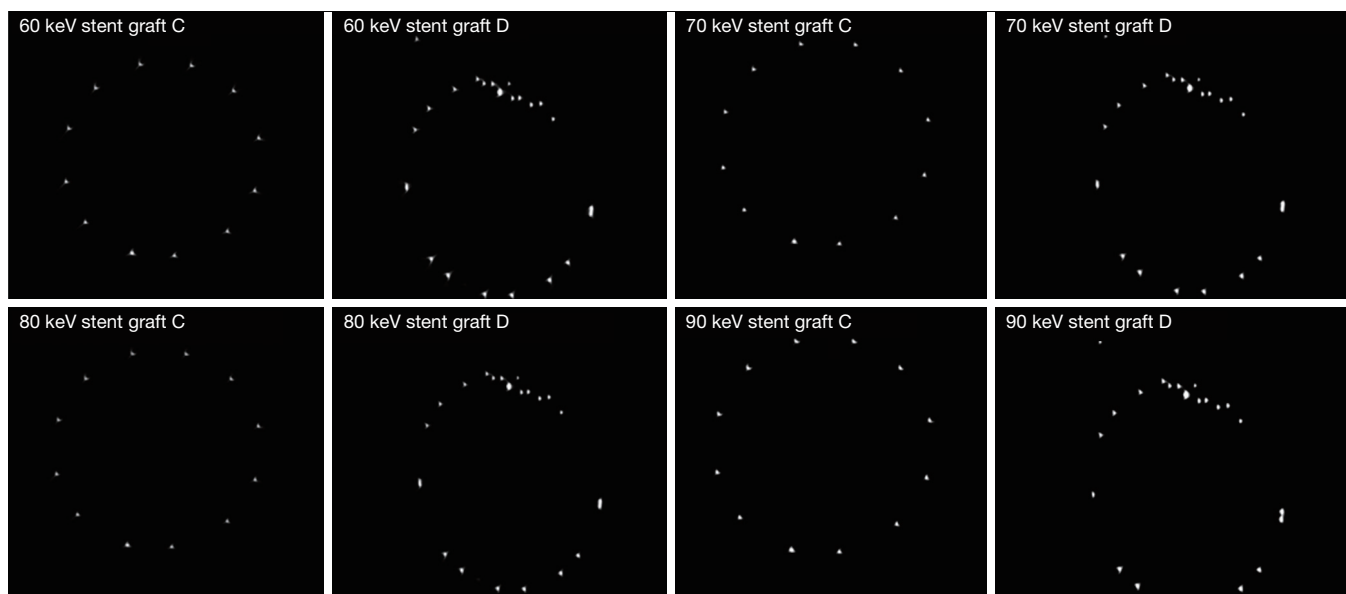 60 keV stent graft C
60 keV stent graft D
70 keV stent graft C
70 keV stent graft D
80 keV stent graft C
80 keV stent graft D
90 keV stent graft C
90 keV stent graft D